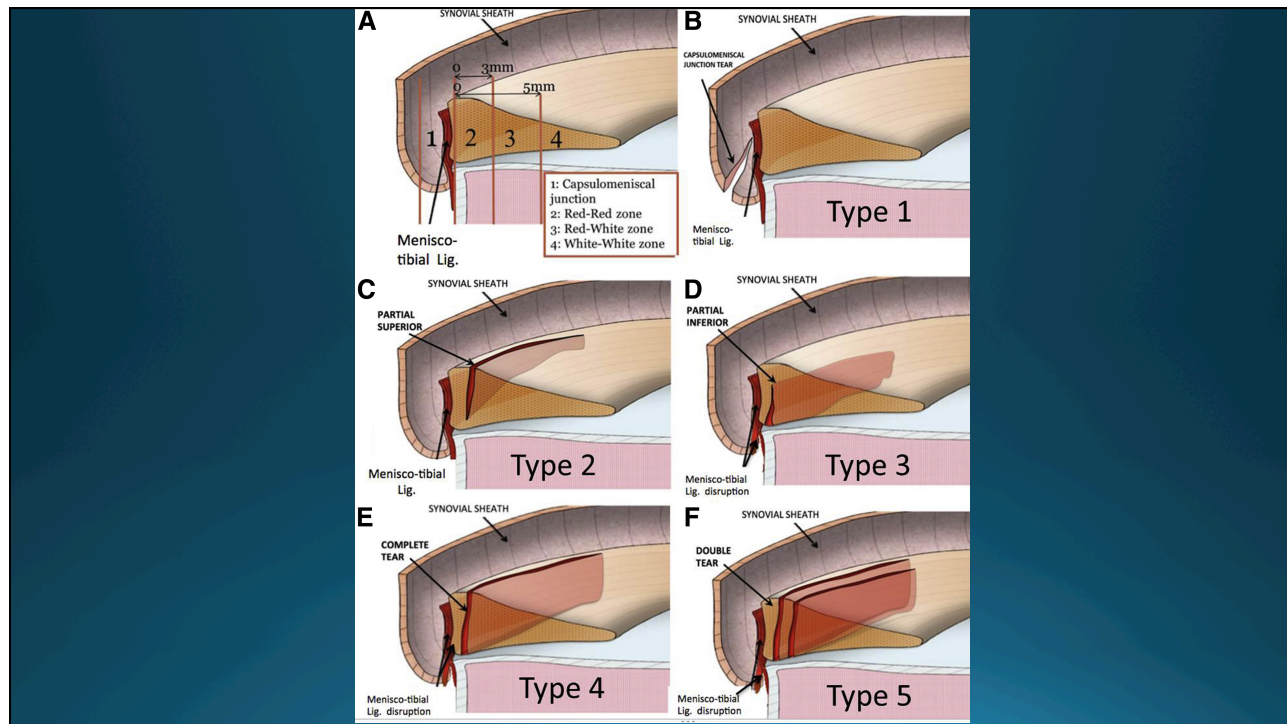 A
SYNOVIAL SHEATH
0 3mm
0 5mm
1 2 3 4
1: Capsulomeniscal
junction
2: Red-Red zone
3: Red-White zone
4: White-White zone
Menisco-
tibial Lig.
B
SYNOVIAL SHEATH
CAPSULOMENISCAL
JUNCTION TEAR
Type 1
Menisco-
tibial Lig.
C
SYNOVIAL SHEATH
PARTIAL
SUPERIOR
Type 2
Menisco-tibial
Lig.
D
SYNOVIAL SHEATH
PARTIAL
INFERIOR
Type 3
Menisco-tibial
Lig. disruption
E
SYNOVIAL SHEATH
COMPLETE
TEAR
Type 4
Menisco-tibial
Lig. disruption
F
SYNOVIAL SHEATH
DOUBLE
TEAR
Type 5
Menisco-tibial
Lig. disruption